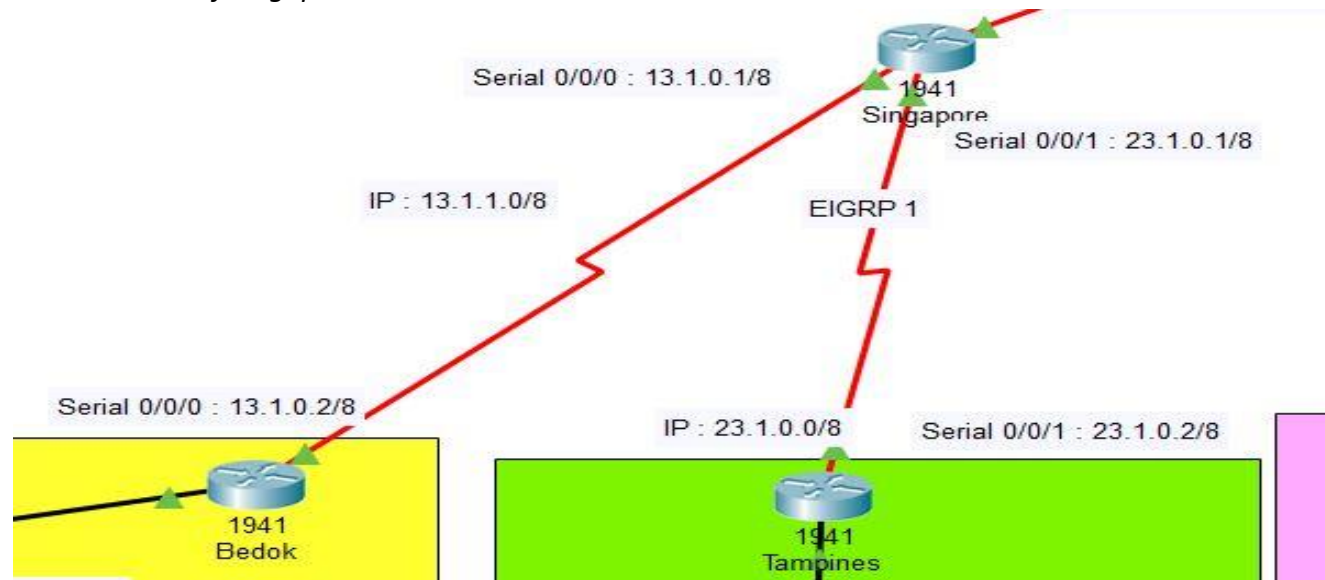 Serial 0/0/0 : 13.1.0.1/8
1941
Singapore
Serial 0/0/1 : 23.1.0.1/8
IP : 13.1.1.0/8
EIGRP 1
Serial 0/0/0 : 13.1.0.2/8
IP : 23.1.0.0/8
Serial 0/0/1 : 23.1.0.2/8
1941
Bedok
1941
Tampines